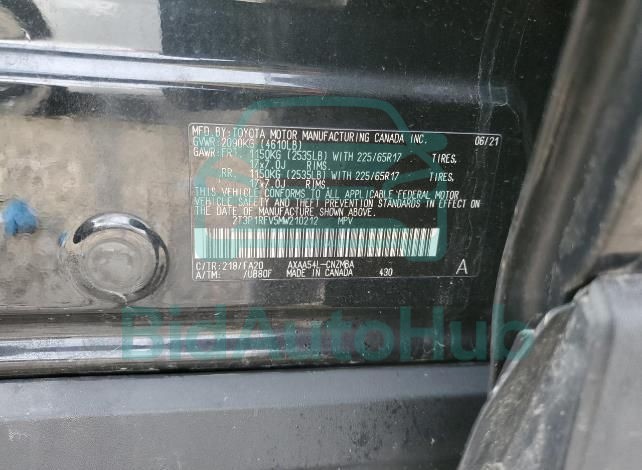 MFD.BY:TOYOTA MOTOR MANUFACTURING CANADA INC. 06/21
GVWR:2090KG (4610LB)
GAWR:FRT. 1150KG (2535LB) WITH 225/65R17 TIRES,
17x7.0J RIMS.
RR. 1150KG (2535LB) WITH 225/65R17 TIRES,
17x7.0J RIMS.
THIS VEHICLE CONFORMS TO ALL APPLICABLE FEDERAL MOTOR
VEHICLE SAFETY AND THEFT PREVENTION STANDARDS IN EFFECT ON
THE DATE OF MANUFACTURE SHOWN ABOVE.
2T3P1RFV5MW210212 MPV
C/TR:218/FA20 AXAA54L-CNZMBA
A/TM: /UB80F MADE IN CANADA 430 A
BidAutoHub